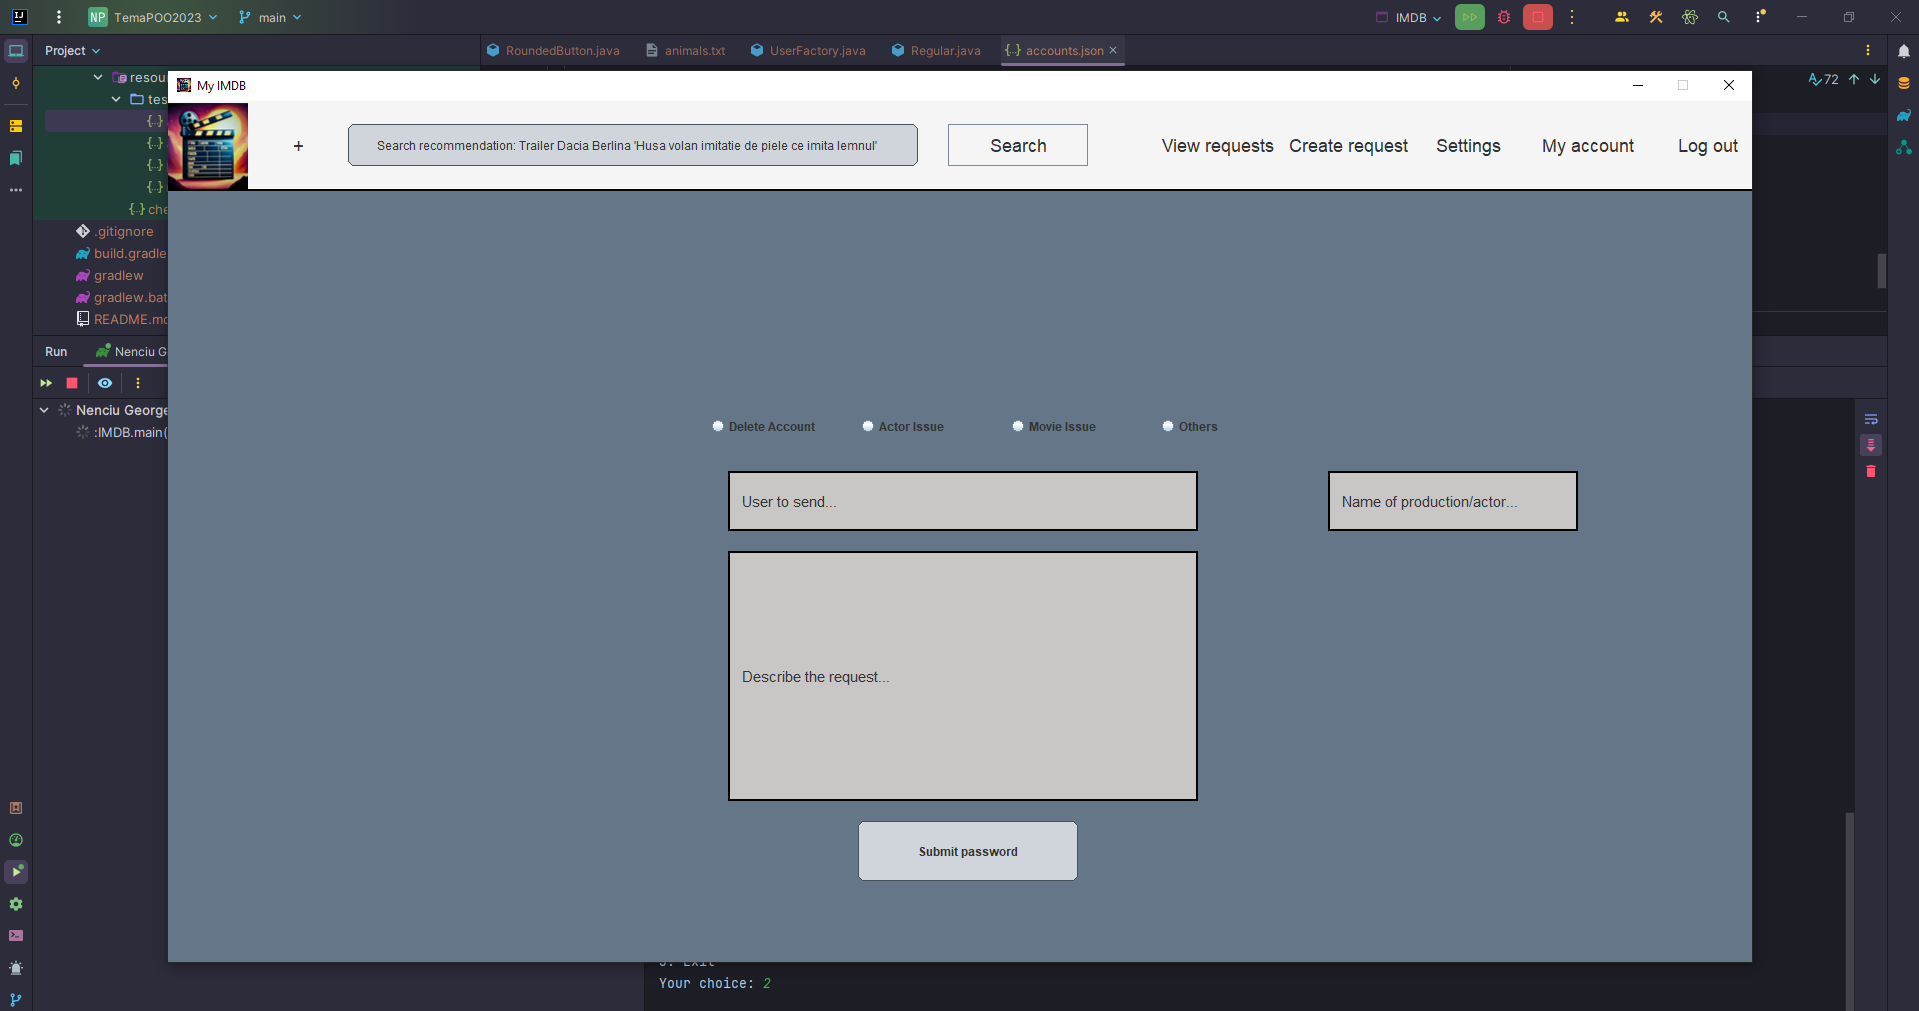 TemaPOO2023
main
IMDB
Project
RoundedButton.java
animals.txt
UserFactory.java
Regular.java
accounts.json
72
resou
tes
che
.gitignore
build.gradle
gradlew
gradlew.bat
README.md
Run
Nenciu G
Nenciu George
:IMDB.main(
My IMDB
+
Search recommendation: Trailer Dacia Berlina 'Husa volan imitatie de piele ce imita lemnul'
Search
View requests
Create request
Settings
My account
Log out
Delete Account
Actor Issue
Movie Issue
Others
User to send...
Name of production/actor...
Describe the request...
Submit password
3. Exit
Your choice: 2